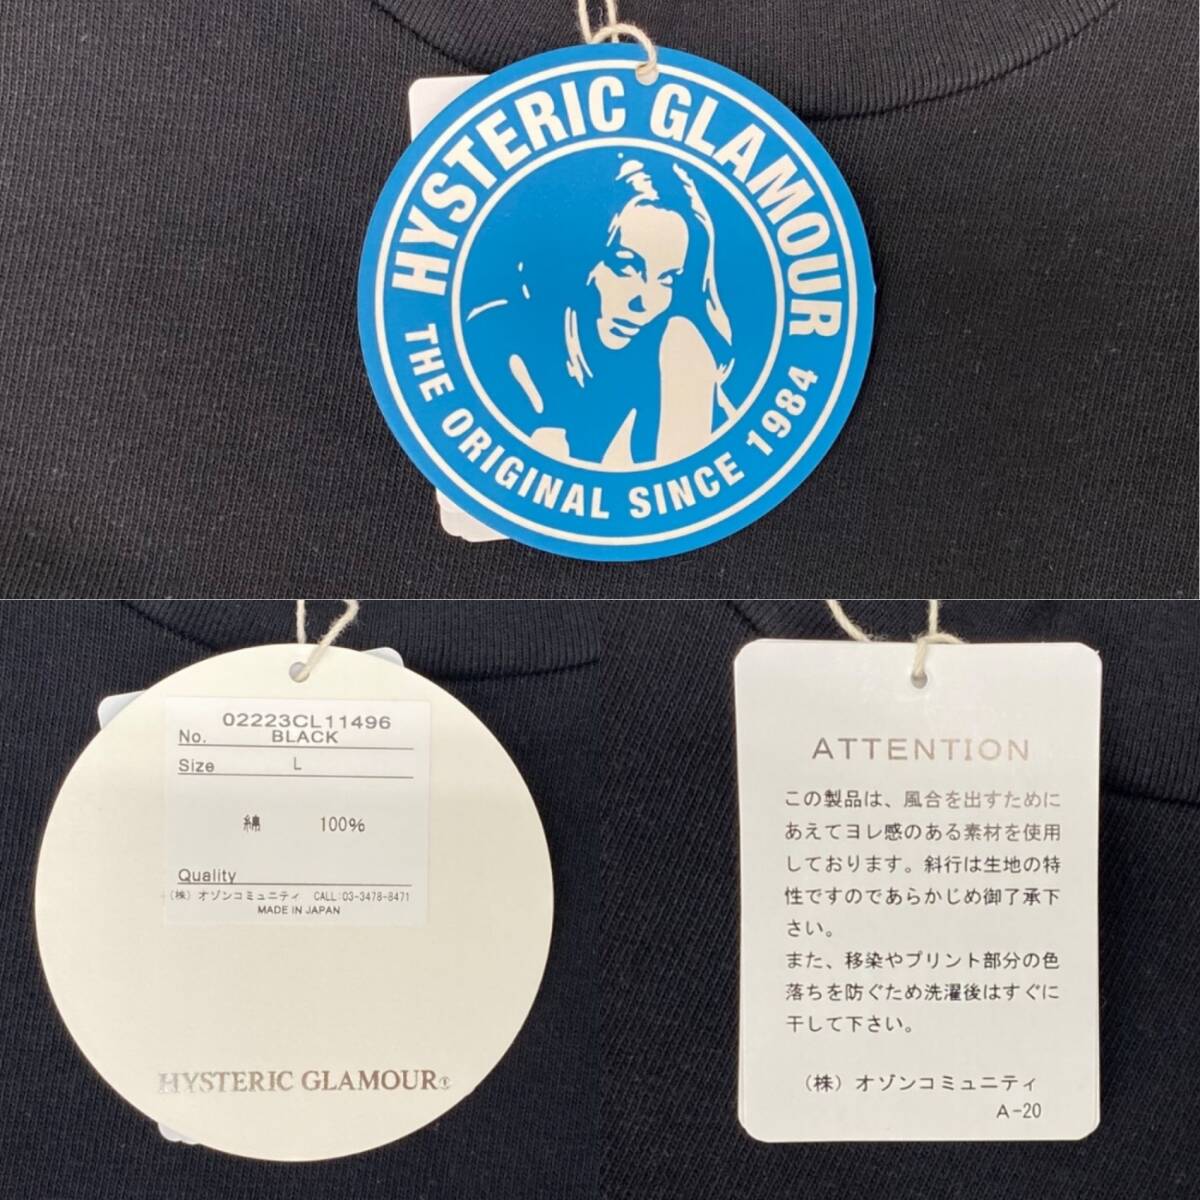 HYSTERIC GLAMOUR
THE ORIGINAL SINCE 1984
02223CL11496
No. BLACK
Size L
綿 100%
Quality
(株) オゾンコミュニティ CALL:03-3478-8471
MADE IN JAPAN
HYSTERIC GLAMOUR®
ATTENTION
この製品は、風合を出すために
あえてヨレ感のある素材を使用
しております。斜行は生地の特
性ですのであらかじめ御了承下
さい。
また、移染やプリント部分の色
落ちを防ぐため洗濯後はすぐに
干して下さい。
(株) オゾンコミュニティ
A-20